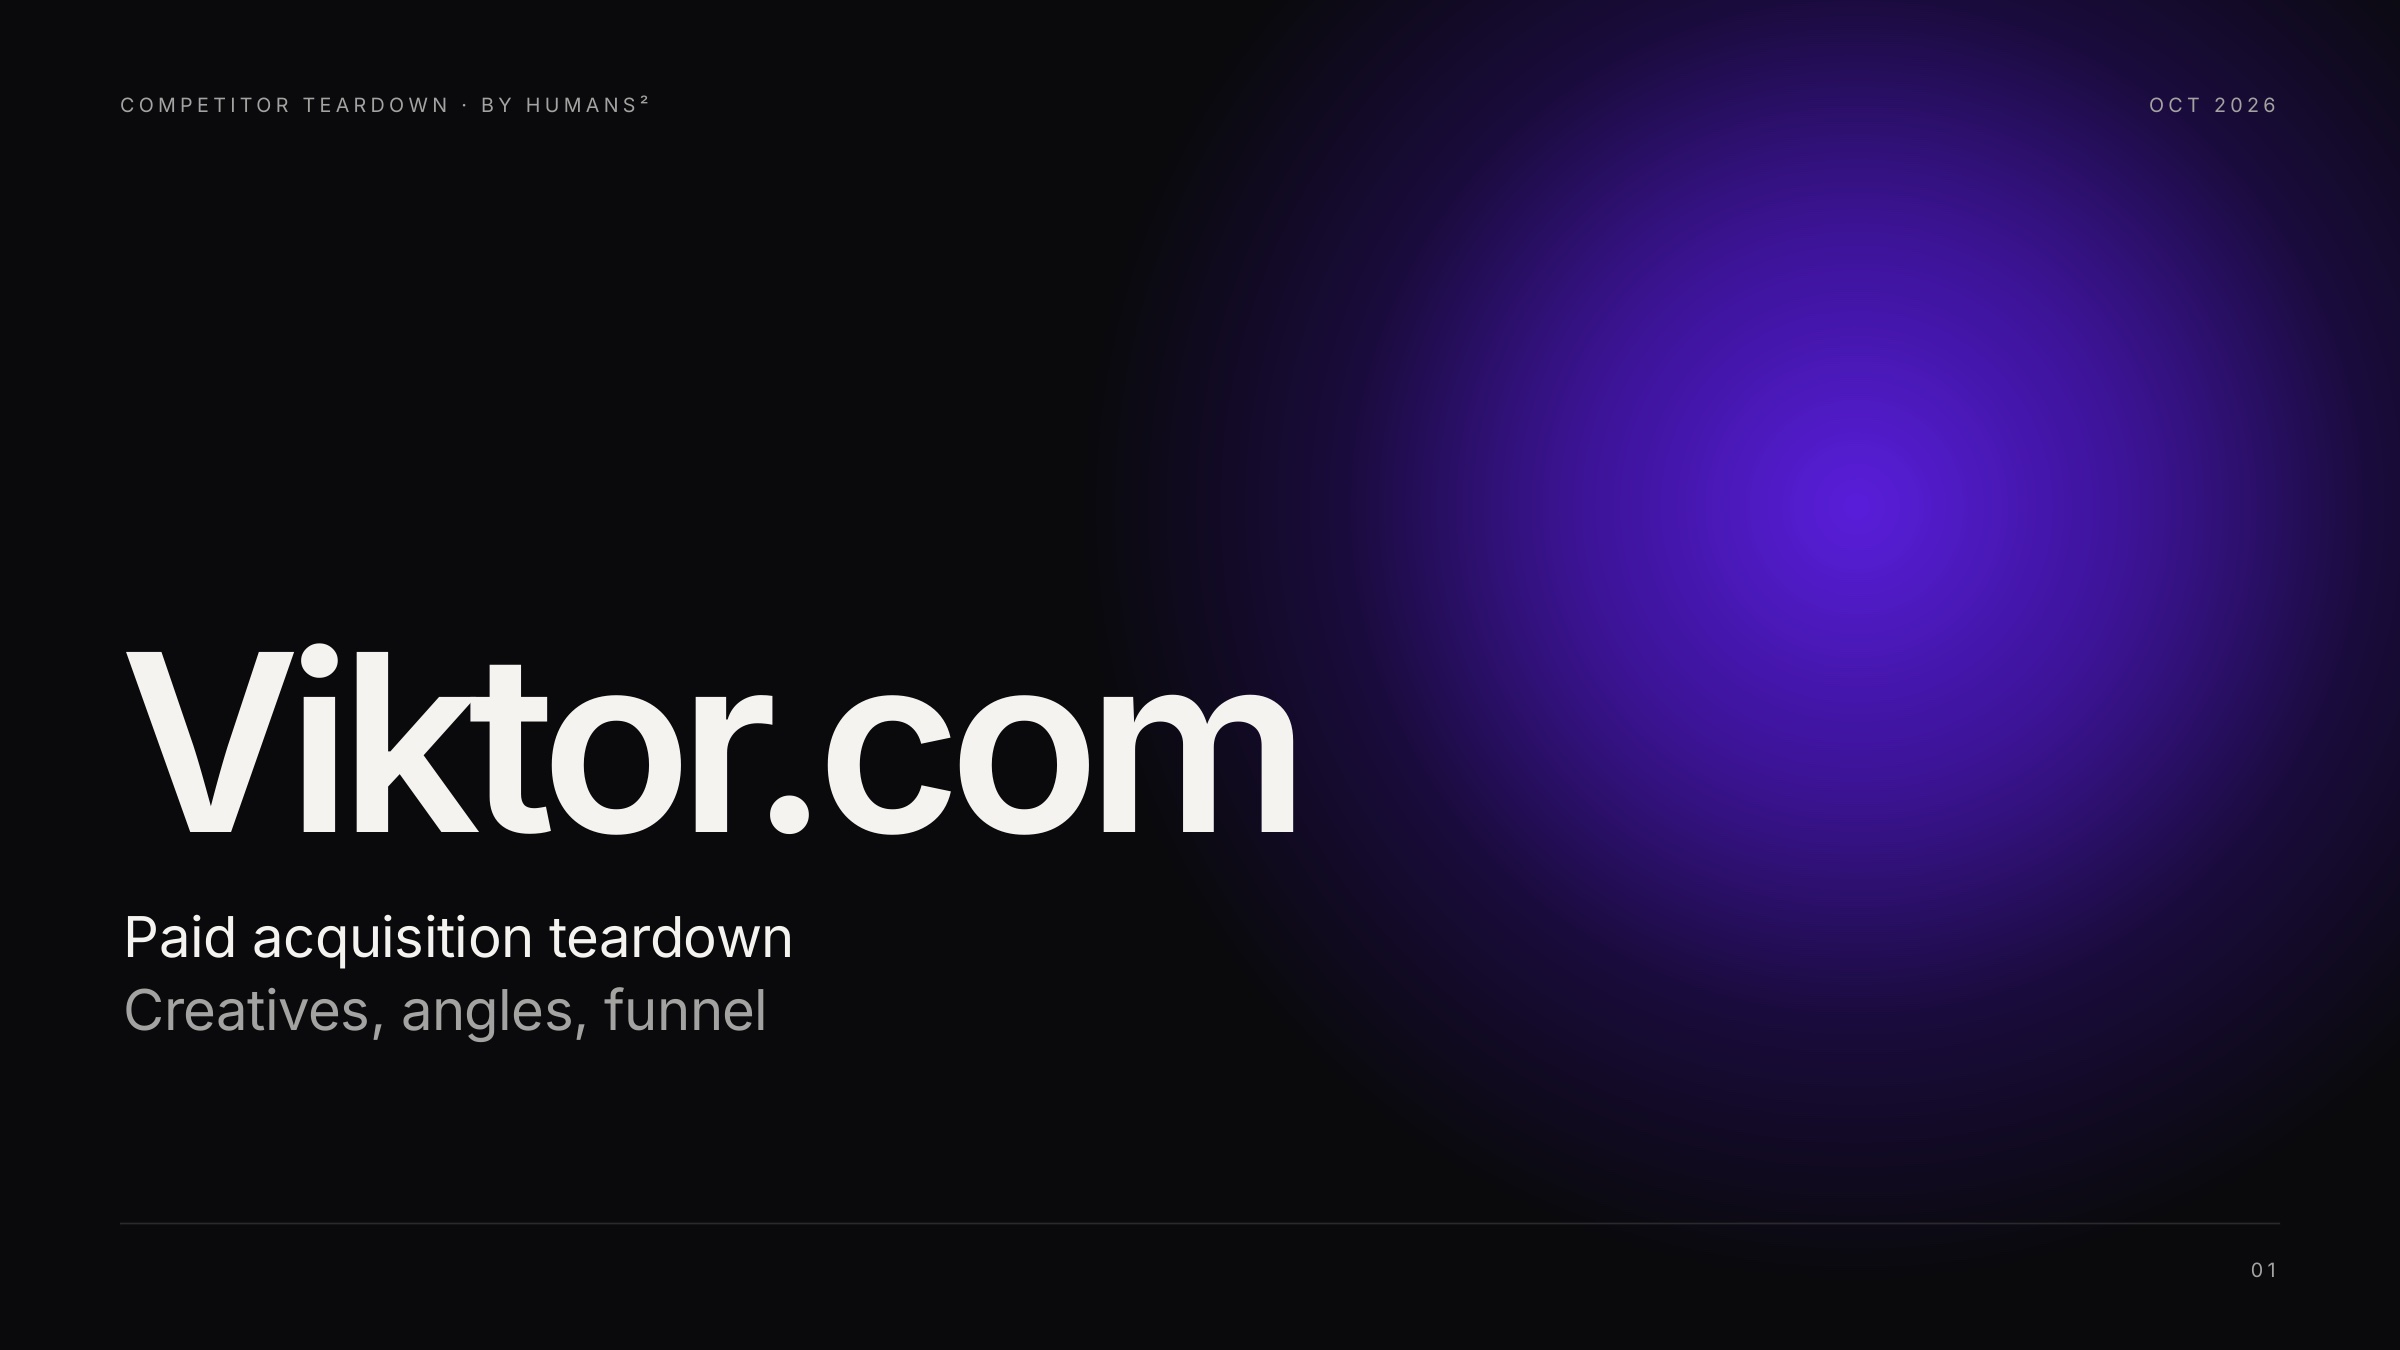 COMPETITOR TEARDOWN · BY HUMANS²
OCT 2026
Viktor.com
Paid acquisition teardown
Creatives, angles, funnel
01